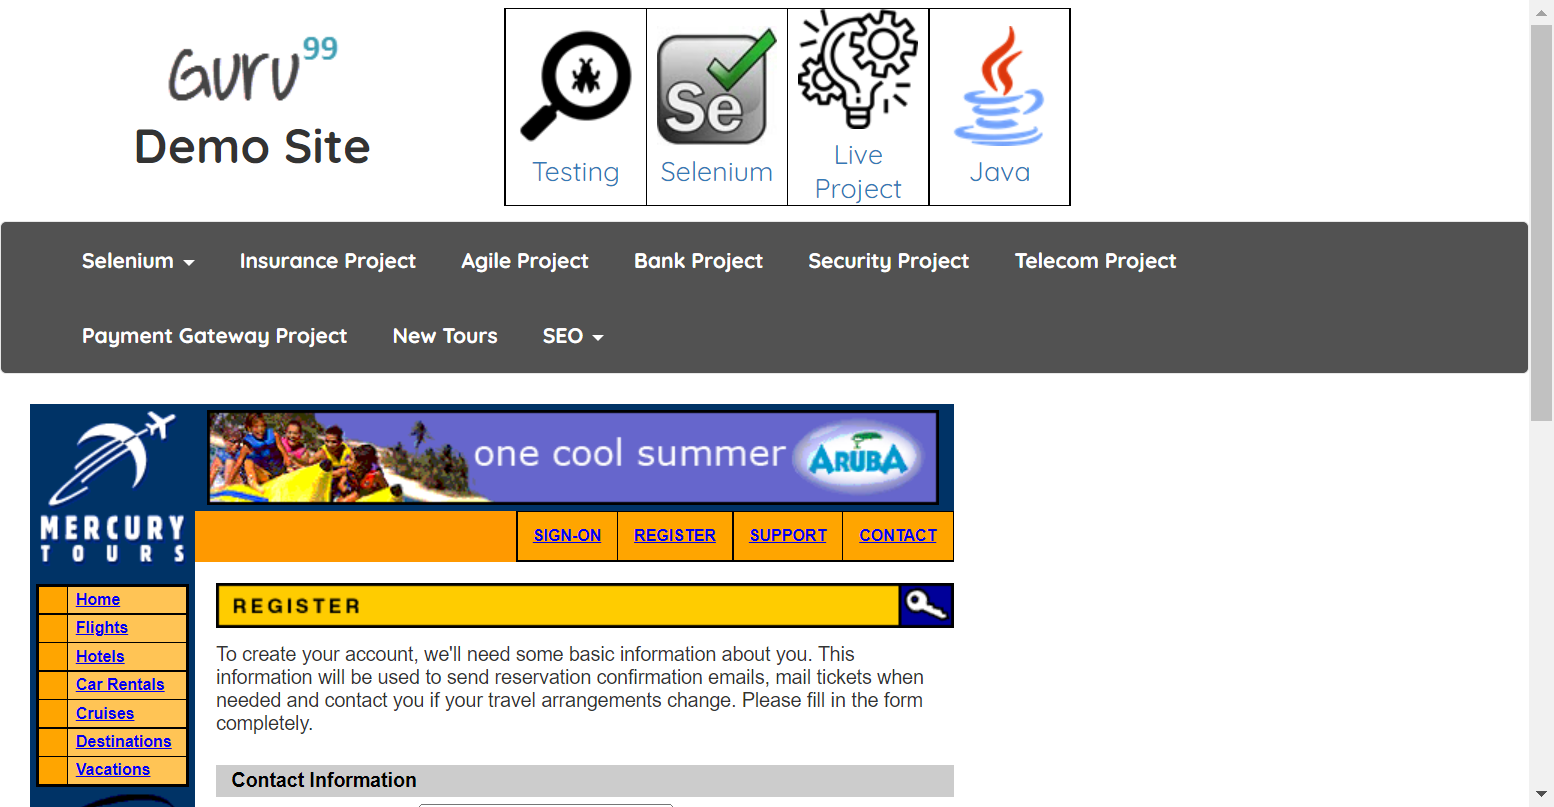 Guru99
Demo Site
Testing
Se
Selenium
Live
Project
Java
Selenium
Insurance Project
Agile Project
Bank Project
Security Project
Telecom Project
Payment Gateway Project
New Tours
SEO
MERCURY
TOURS
one cool summer
ARUBA
SIGN-ON
REGISTER
SUPPORT
CONTACT
Home
Flights
Hotels
Car Rentals
Cruises
Destinations
Vacations
REGISTER
To create your account, we'll need some basic information about you. This
information will be used to send reservation confirmation emails, mail tickets when
needed and contact you if your travel arrangements change. Please fill in the form
completely.
Contact Information